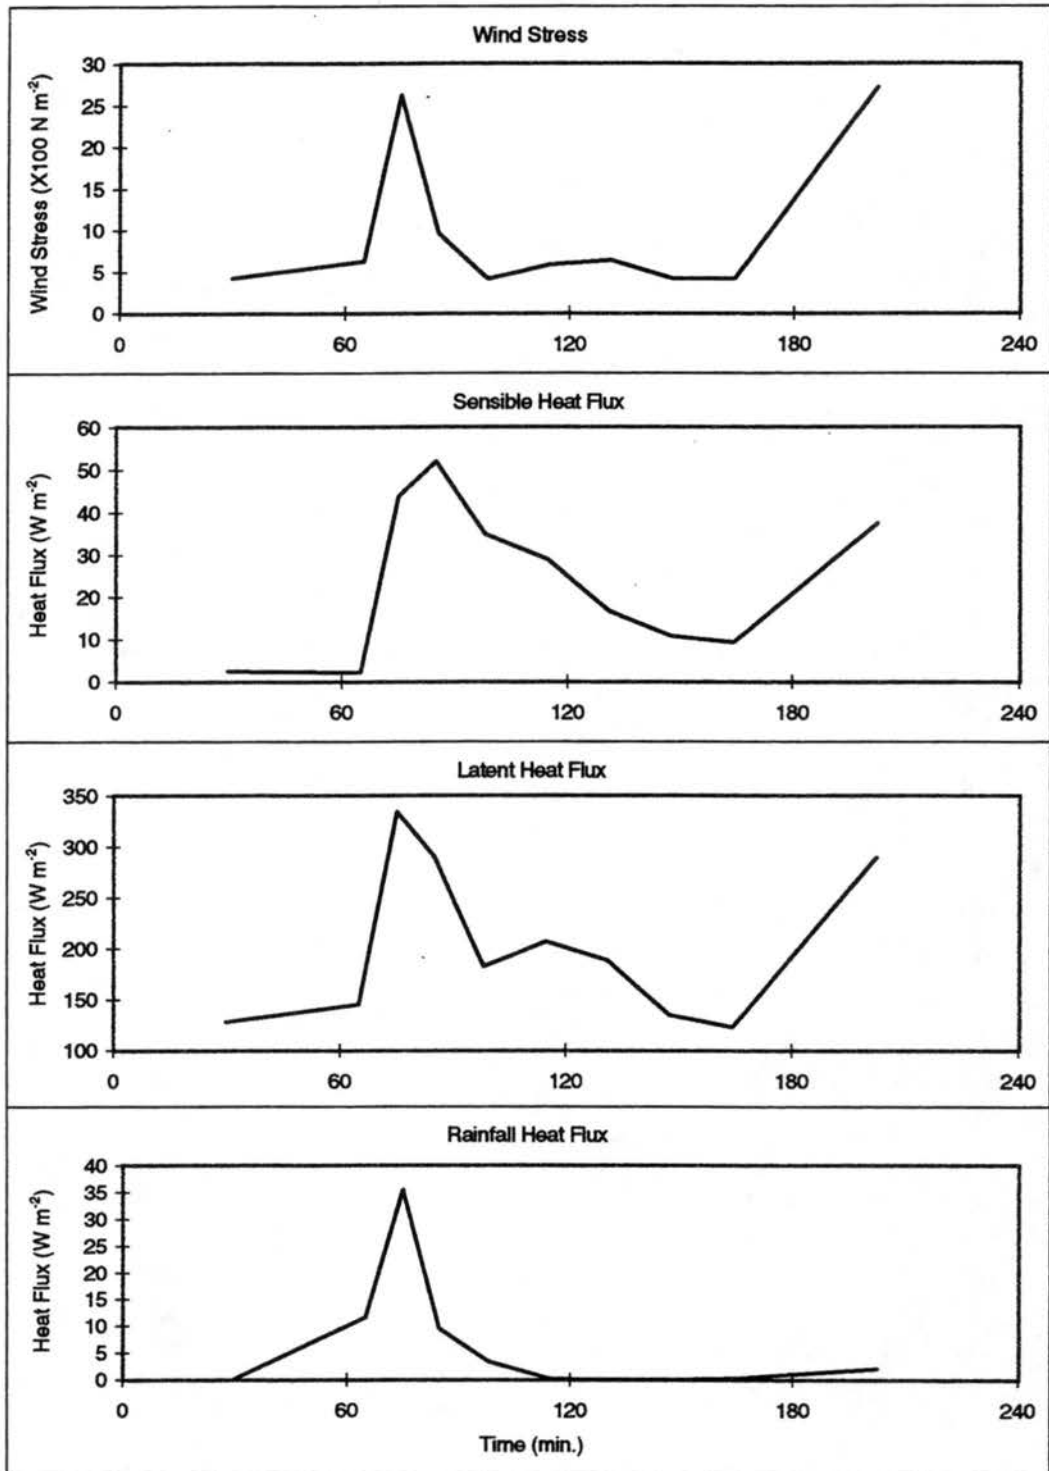 Wind Stress
Wind Stress (X100 N m-2)
30
25
20
15
10
5
0
0 60 120 180 240
Sensible Heat Flux
Heat Flux (W m-2)
60
50
40
30
20
10
0
0 60 120 180 240
Latent Heat Flux
Heat Flux (W m-2)
350
300
250
200
150
100
0 60 120 180 240
Rainfall Heat Flux
Heat Flux (W m-2)
40
35
30
25
20
15
10
5
0
0 60 120 180 240
Time (min.)